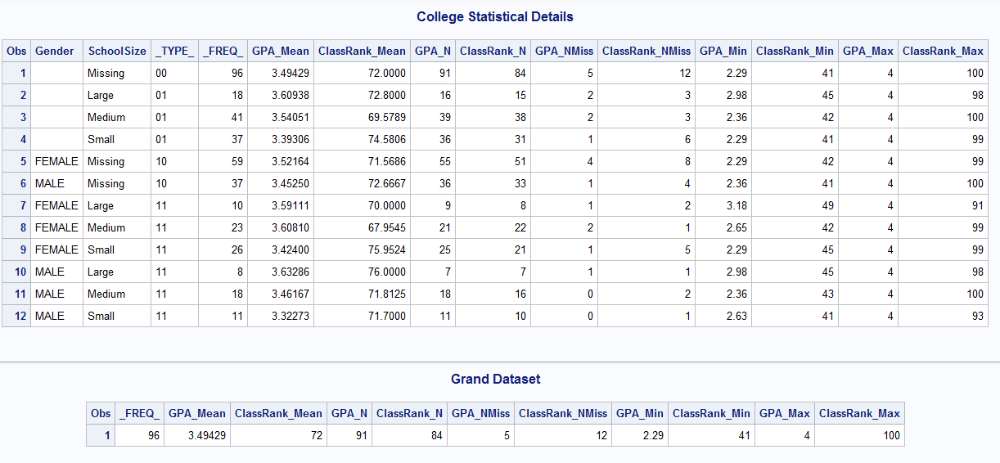 College Statistical Details
Obs Gender SchoolSize _TYPE_ _FREQ_ GPA_Mean ClassRank_Mean GPA_N ClassRank_N GPA_NMiss ClassRank_NMiss GPA_Min ClassRank_Min GPA_Max ClassRank_Max
1 Missing 00 96 3.49429 72.0000 91 84 5 12 2.29 41 4 100
2 Large 01 18 3.60938 72.8000 16 15 2 3 2.98 45 4 98
3 Medium 01 41 3.54051 69.5789 39 38 2 3 2.36 42 4 100
4 Small 01 37 3.39306 74.5806 36 31 1 6 2.29 41 4 99
5 FEMALE Missing 10 59 3.52164 71.5686 55 51 4 8 2.29 42 4 99
6 MALE Missing 10 37 3.45250 72.6667 36 33 1 4 2.36 41 4 100
7 FEMALE Large 11 10 3.59111 70.0000 9 8 1 2 3.18 49 4 91
8 FEMALE Medium 11 23 3.60810 67.9545 21 22 2 1 2.65 42 4 99
9 FEMALE Small 11 26 3.42400 75.9524 25 21 1 5 2.29 45 4 99
10 MALE Large 11 8 3.63286 76.0000 7 7 1 1 2.98 45 4 98
11 MALE Medium 11 18 3.46167 71.8125 18 16 0 2 2.36 43 4 100
12 MALE Small 11 11 3.32273 71.7000 11 10 0 1 2.63 41 4 93
Grand Dataset
Obs _FREQ_ GPA_Mean ClassRank_Mean GPA_N ClassRank_N GPA_NMiss ClassRank_NMiss GPA_Min ClassRank_Min GPA_Max ClassRank_Max
1 96 3.49429 72 91 84 5 12 2.29 41 4 100